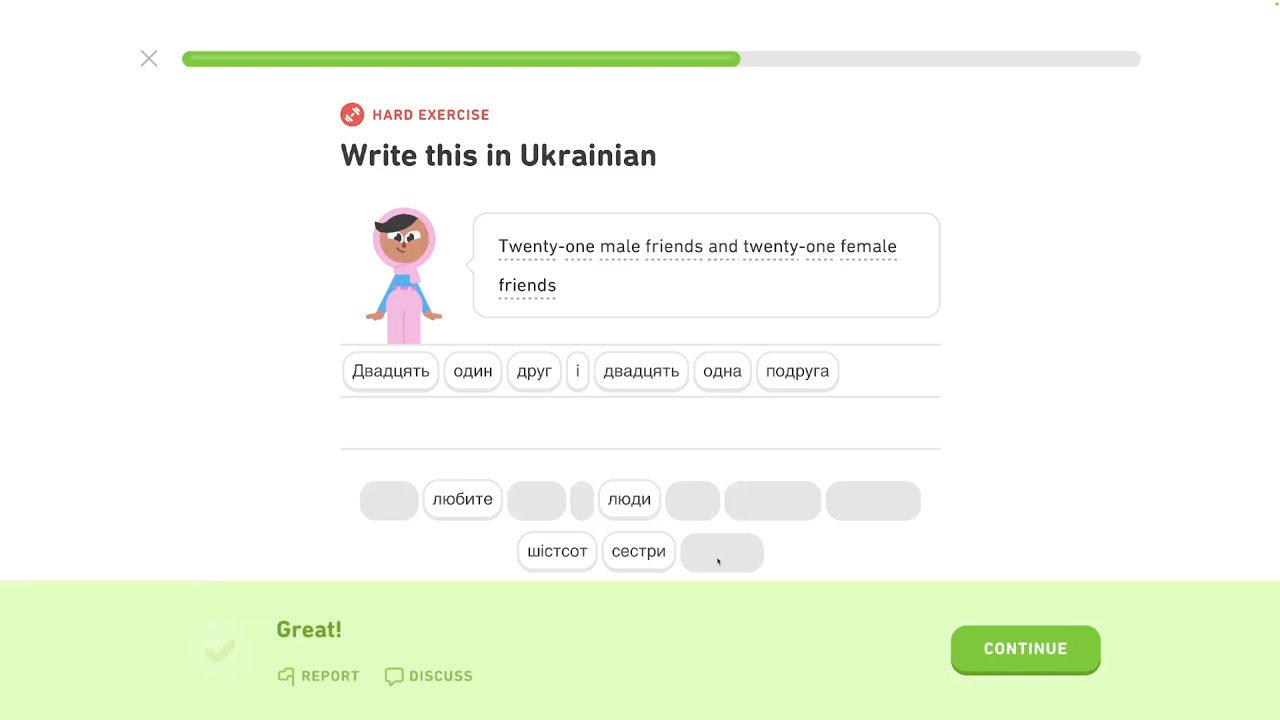 HARD EXERCISE
Write this in Ukrainian
Twenty-one male friends and twenty-one female
friends
Двадцять один друг і двадцять одна подруга
любите люди
шістсот сестри
Great!
REPORT DISCUSS
CONTINUE